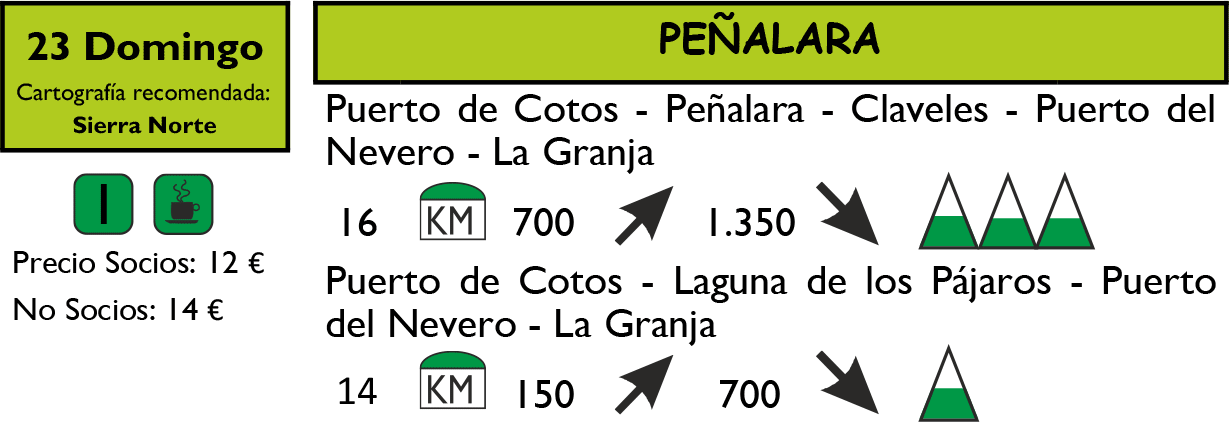 23 Domingo
Cartografía recomendada:
Sierra Norte
I
Precio Socios: 12 €
No Socios: 14 €
PEÑALARA
Puerto de Cotos - Peñalara - Claveles - Puerto del
Nevero - La Granja
16 KM 700 1.350
Puerto de Cotos - Laguna de los Pájaros - Puerto
del Nevero - La Granja
14 KM 150 700